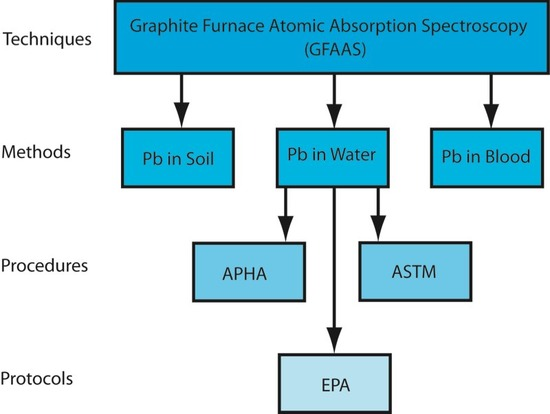 Techniques
Graphite Furnace Atomic Absorption Spectroscopy
(GFAAS)
Methods
Pb in Soil
Pb in Water
Pb in Blood
Procedures
APHA
ASTM
Protocols
EPA